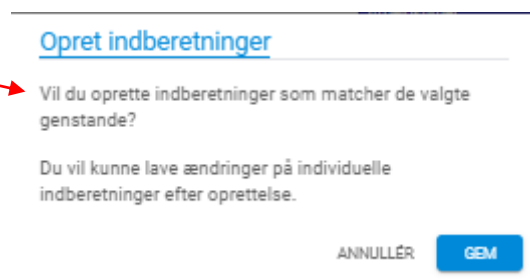 Opret indberetninger
Vil du oprette indberetninger som matcher de valgte
genstande?
Du vil kunne lave ændringer på individuelle
indberetninger efter oprettelse.
ANNULLÉR GEM